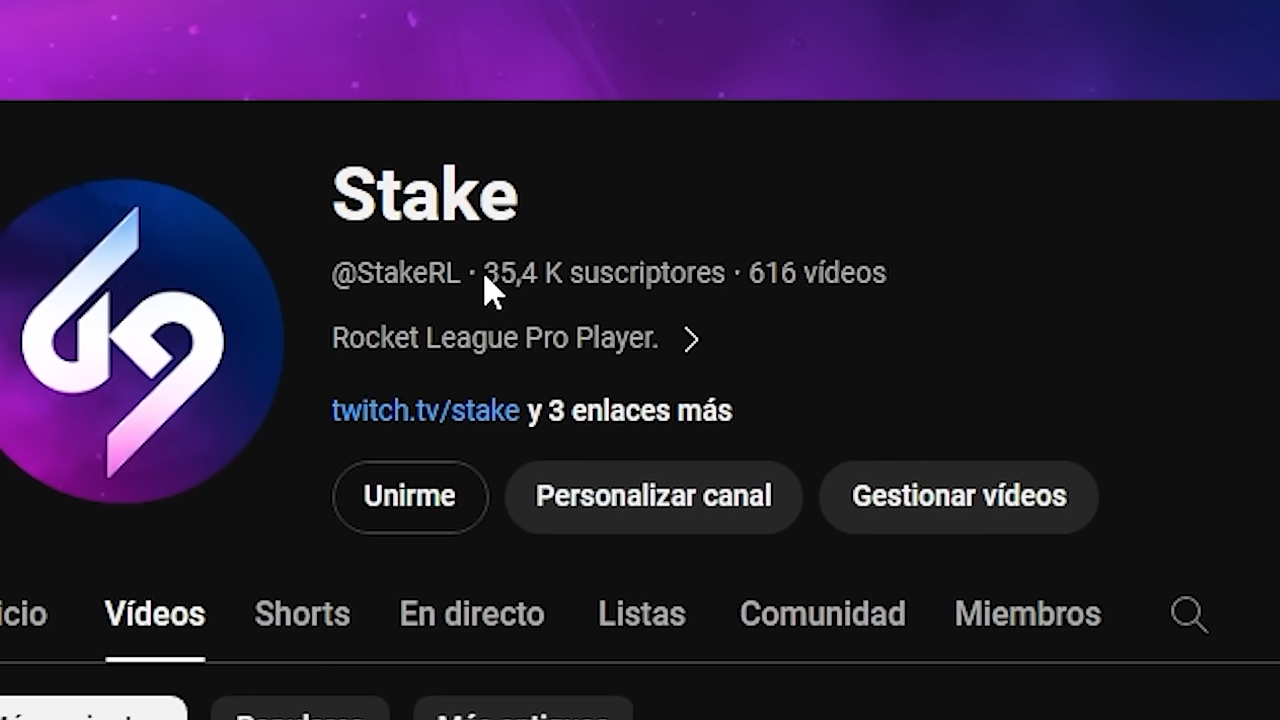 Stake
@StakeRL · 35,4 K suscriptores · 616 vídeos
Rocket League Pro Player.
twitch.tv/stake y 3 enlaces más
Unirme Personalizar canal Gestionar vídeos
icio Vídeos Shorts En directo Listas Comunidad Miembros